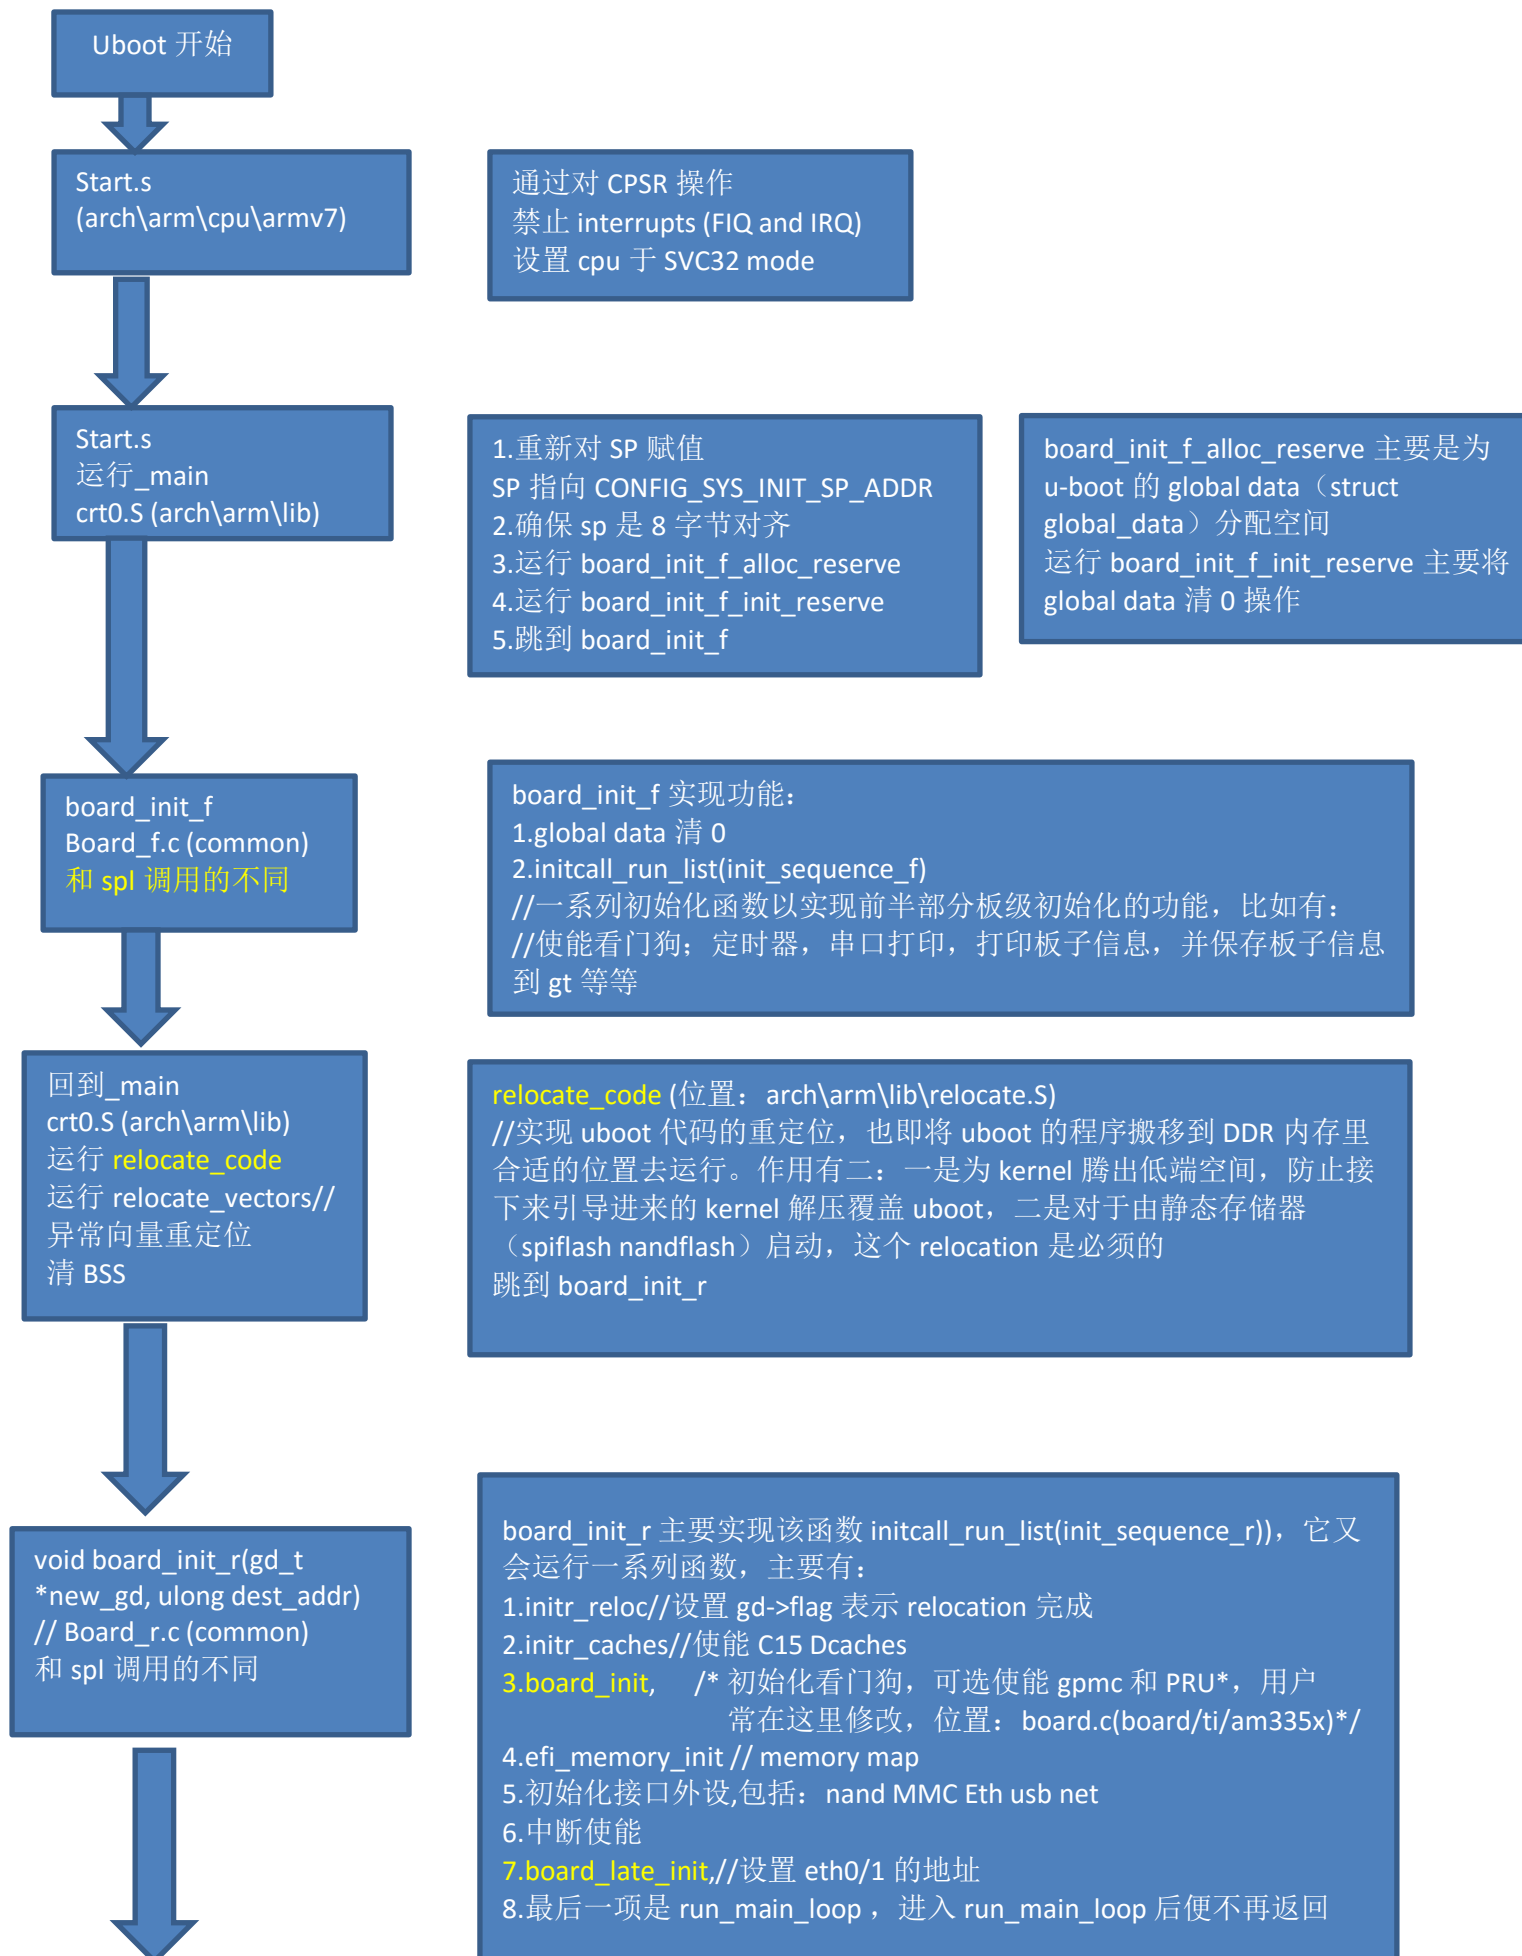 Uboot 开始
Start.s
(arch\arm\cpu\armv7)
通过对 CPSR 操作
禁止 interrupts (FIQ and IRQ)
设置 cpu 于 SVC32 mode
Start.s
运行_main
crt0.S (arch\arm\lib)
1.重新对 SP 赋值
SP 指向 CONFIG_SYS_INIT_SP_ADDR
2.确保 sp 是 8 字节对齐
3.运行 board_init_f_alloc_reserve
4.运行 board_init_f_init_reserve
5.跳到 board_init_f
board_init_f_alloc_reserve 主要是为
u-boot 的 global data（struct
global_data）分配空间
运行 board_init_f_init_reserve 主要将
global data 清 0 操作
board_init_f
Board_f.c (common)
和 spl 调用的不同
board_init_f 实现功能：
1.global data 清 0
2.initcall_run_list(init_sequence_f)
//一系列初始化函数以实现前半部分板级初始化的功能，比如有：
//使能看门狗；定时器，串口打印，打印板子信息，并保存板子信息
到 gt 等等
回到_main
crt0.S (arch\arm\lib)
运行 relocate_code
运行 relocate_vectors//
异常向量重定位
清 BSS
relocate_code (位置：arch\arm\lib\relocate.S)
//实现 uboot 代码的重定位，也即将 uboot 的程序搬移到 DDR 内存里
合适的位置去运行。作用有二：一是为 kernel 腾出低端空间，防止接
下来引导进来的 kernel 解压覆盖 uboot，二是对于由静态存储器
（spiflash nandflash）启动，这个 relocation 是必须的
跳到 board_init_r
void board_init_r(gd_t
*new_gd, ulong dest_addr)
// Board_r.c (common)
和 spl 调用的不同
board_init_r 主要实现该函数 initcall_run_list(init_sequence_r))，它又
会运行一系列函数，主要有：
1.initr_reloc//设置 gd->flag 表示 relocation 完成
2.initr_caches//使能 C15 Dcaches
3.board_init, /* 初始化看门狗，可选使能 gpmc 和 PRU*，用户
常在这里修改，位置：board.c(board/ti/am335x)*/
4.efi_memory_init // memory map
5.初始化接口外设,包括：nand MMC Eth usb net
6.中断使能
7.board_late_init,//设置 eth0/1 的地址
8.最后一项是 run_main_loop ，进入 run_main_loop 后便不再返回